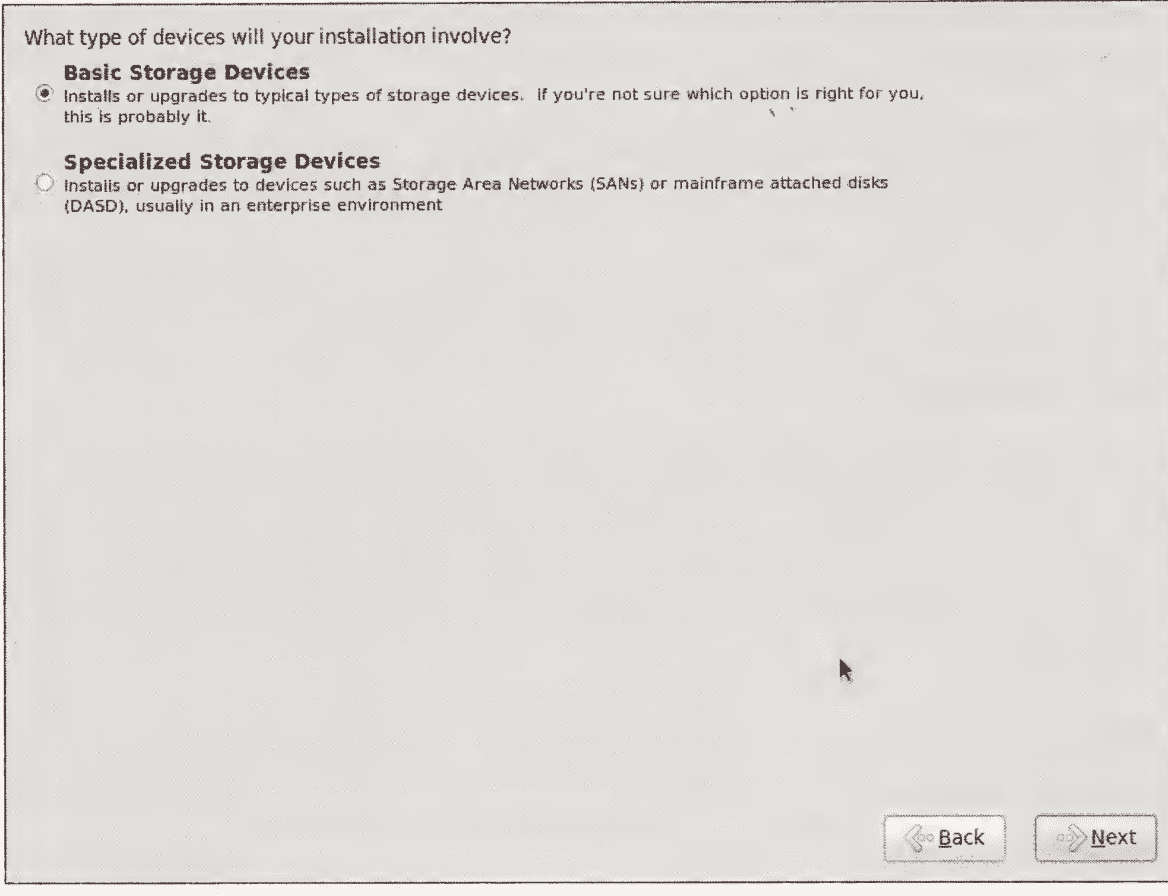 What type of devices will your installation involve?
Basic Storage Devices
Installs or upgrades to typical types of storage devices. If you're not sure which option is right for you,
this is probably it.
Specialized Storage Devices
Installs or upgrades to devices such as Storage Area Networks (SANs) or mainframe attached disks
(DASD), usually in an enterprise environment
Back
Next